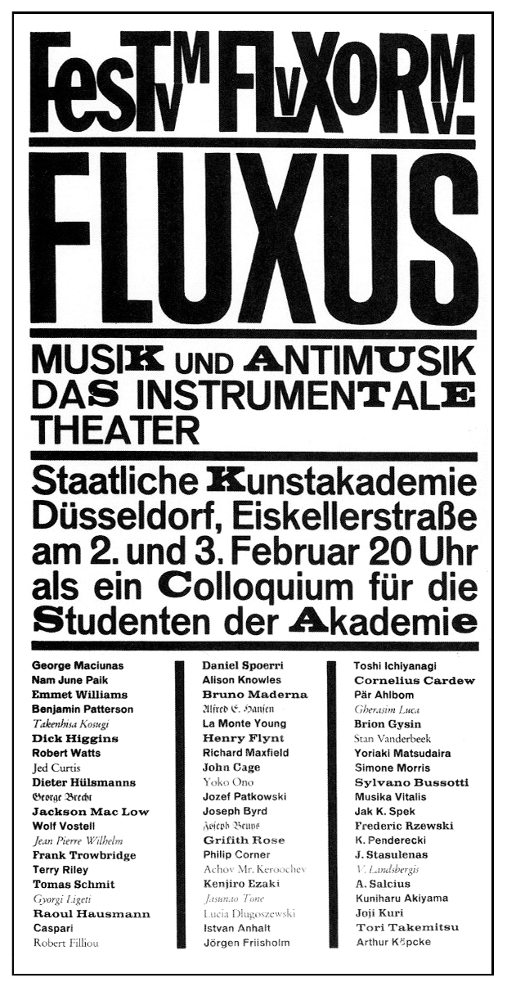 FesTvM FLvXoRMv.
FLUXUS
MUSIK UND ANTIMUSIK
DAS INSTRUMENTALE
THEATER
Staatliche Kunstakademie
Düsseldorf, Eiskellerstraße
am 2. und 3. Februar 20 Uhr
als ein Colloquium für die
Studenten der Akademie
George Maciunas
Nam June Paik
Emmet Williams
Benjamin Patterson
Takenhisa Kosugi
Dick Higgins
Robert Watts
Jed Curtis
Dieter Hülsmanns
George Brecht
Jackson Mac Low
Wolf Vostell
Jean Pierre Wilhelm
Frank Trowbridge
Terry Riley
Tomas Schmit
Gyorgi Ligeti
Raoul Hausmann
Caspari
Robert Filliou
Daniel Spoerri
Alison Knowles
Bruno Maderna
Alfred E. Hansen
La Monte Young
Henry Flynt
Richard Maxfield
John Cage
Yoko Ono
Jozef Patkowski
Joseph Byrd
Joseph Beuys
Grifith Rose
Philip Corner
Achov Mr. Keroochev
Kenjiro Ezaki
Jasunao Tone
Lucia Dlugoszewski
Istvan Anhalt
Jörgen Friisholm
Toshi Ichiyanagi
Cornelius Cardew
Pär Ahlbom
Gherasim Luca
Brion Gysin
Stan Vanderbeek
Yoriaki Matsudaira
Simone Morris
Sylvano Bussotti
Musika Vitalis
Jak K. Spek
Frederic Rzewski
K. Penderecki
J. Stasulenas
V. Landsbergis
A. Salcius
Kuniharu Akiyama
Joji Kuri
Tori Takemitsu
Arthur Köpcke